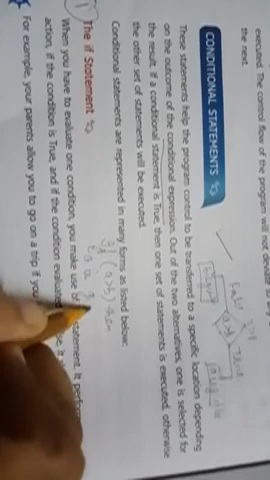 executed. The control flow of the program will not deviate
the next.
CONDITIONAL STATEMENTS
These statements help the program control to be transferred to a specific location depending
on the outcome of the conditional expression. Out of the two alternatives, one is selected for
the result. If a conditional statement is True, then one set of statements is executed, otherwise
the other set of statements will be executed.
Conditional statements are represented in many forms as listed below:
1 The if Statement
When you have to evaluate one condition, you make use of statement. It
action, if the condition is True, and if the condition
For example, your parents allow you to go on a trip if you